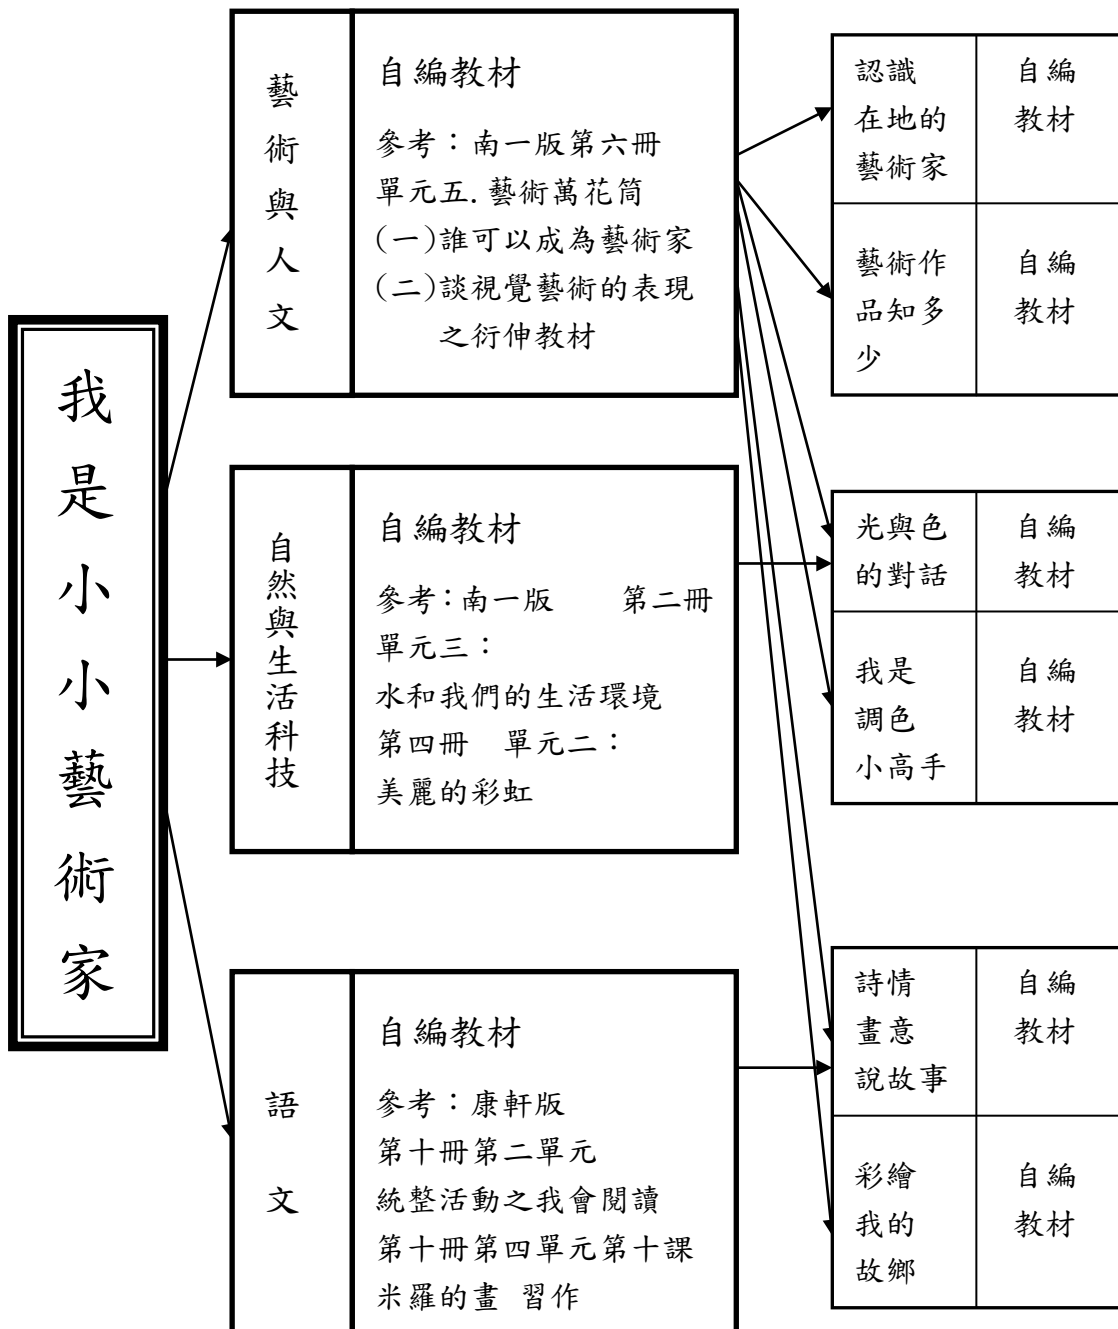 我是小小藝術家
藝術與人文
自編教材
參考：南一版第六冊
單元五.藝術萬花筒
(一)誰可以成為藝術家
(二)談視覺藝術的表現
之衍伸教材
自然與生活科技
自編教材
參考：南一版 第二冊
單元三：
水和我們的生活環境
第四冊 單元二：
美麗的彩虹
語文
自編教材
參考：康軒版
第十冊第二單元
統整活動之我會閱讀
第十冊第四單元第十課
米羅的畫 習作
認識
在地的
藝術家
自編
教材
藝術作
品知多
少
自編
教材
光與色
的對話
自編
教材
我是
調色
小高手
自編
教材
詩情
畫意
說故事
自編
教材
彩繪
我的
故鄉
自編
教材